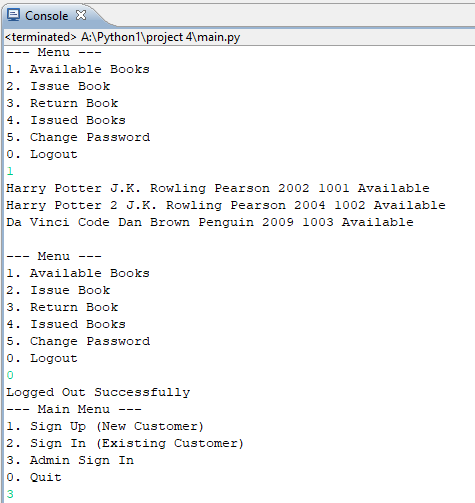 Console
<terminated> A:\Python1\project 4\main.py
--- Menu ---
1. Available Books
2. Issue Book
3. Return Book
4. Issued Books
5. Change Password
0. Logout
1
Harry Potter J.K. Rowling Pearson 2002 1001 Available
Harry Potter 2 J.K. Rowling Pearson 2004 1002 Available
Da Vinci Code Dan Brown Penguin 2009 1003 Available

--- Menu ---
1. Available Books
2. Issue Book
3. Return Book
4. Issued Books
5. Change Password
0. Logout
0
Logged Out Successfully
--- Main Menu ---
1. Sign Up (New Customer)
2. Sign In (Existing Customer)
3. Admin Sign In
0. Quit
3